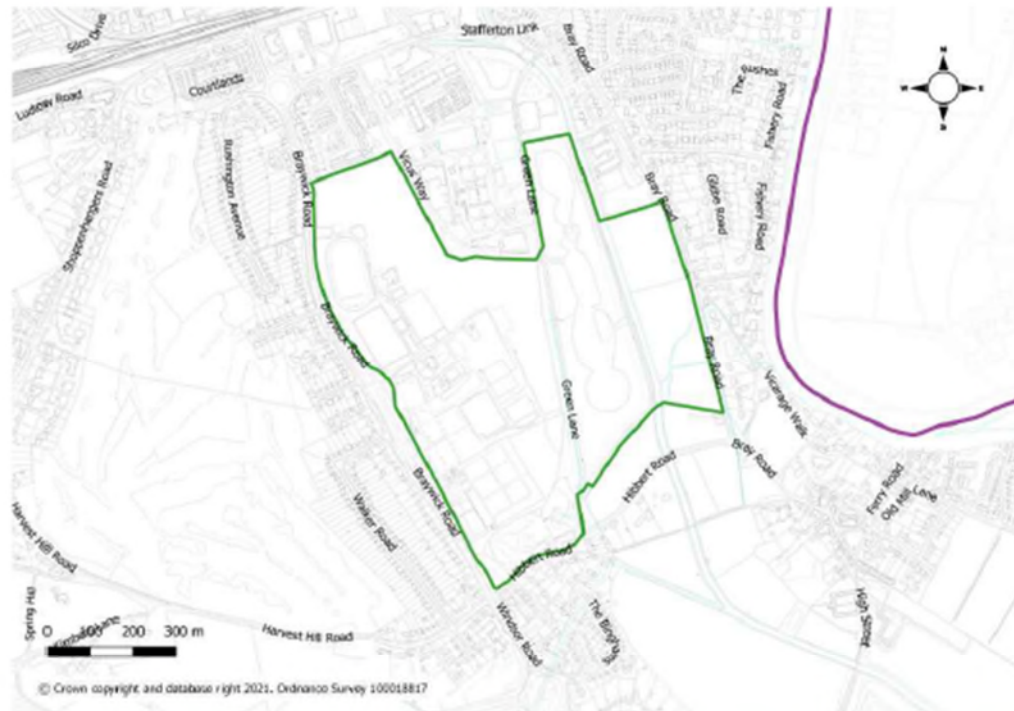 Stafferton Link
Silco Drive
Bray Road
N
W E
S
Courtlands
Ludlow Road
The
Fishery Road
Rushington Avenue
Braywick Road
Vicus Way
Green Lane
Bray Road
Glebe Road
Fishery Road
Shoppenhangers Road
Braywick Road
Bray Road
Vicarage Walk
Green Lane
Bray Road
Hibbert Road
Ferry Road
Old Mill Lane
Braywick Road
Walker Road
Harvest Hill Road
Hibbert Road
High Street
Spring Hill
Kimbers Lane
0 100 200 300 m
Harvest Hill Road
Windsor Road
The Binghams
© Crown copyright and database right 2021. Ordnance Survey 100018817